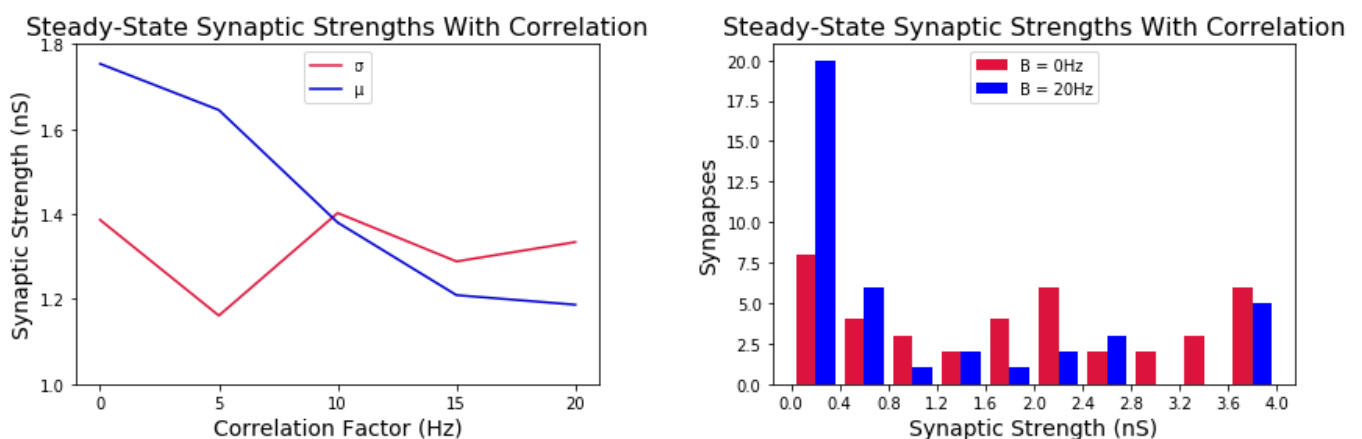 Steady-State Synaptic Strengths With Correlation
1.8
1.6
1.4
1.2
1.0
Synaptic Strength (nS)
σ
μ
0 5 10 15 20
Correlation Factor (Hz)
Steady-State Synaptic Strengths With Correlation
20.0
17.5
15.0
12.5
10.0
7.5
5.0
2.5
0.0
Synpapses
B = 0Hz
B = 20Hz
0.0 0.4 0.8 1.2 1.6 2.0 2.4 2.8 3.2 3.6 4.0
Synaptic Strength (nS)